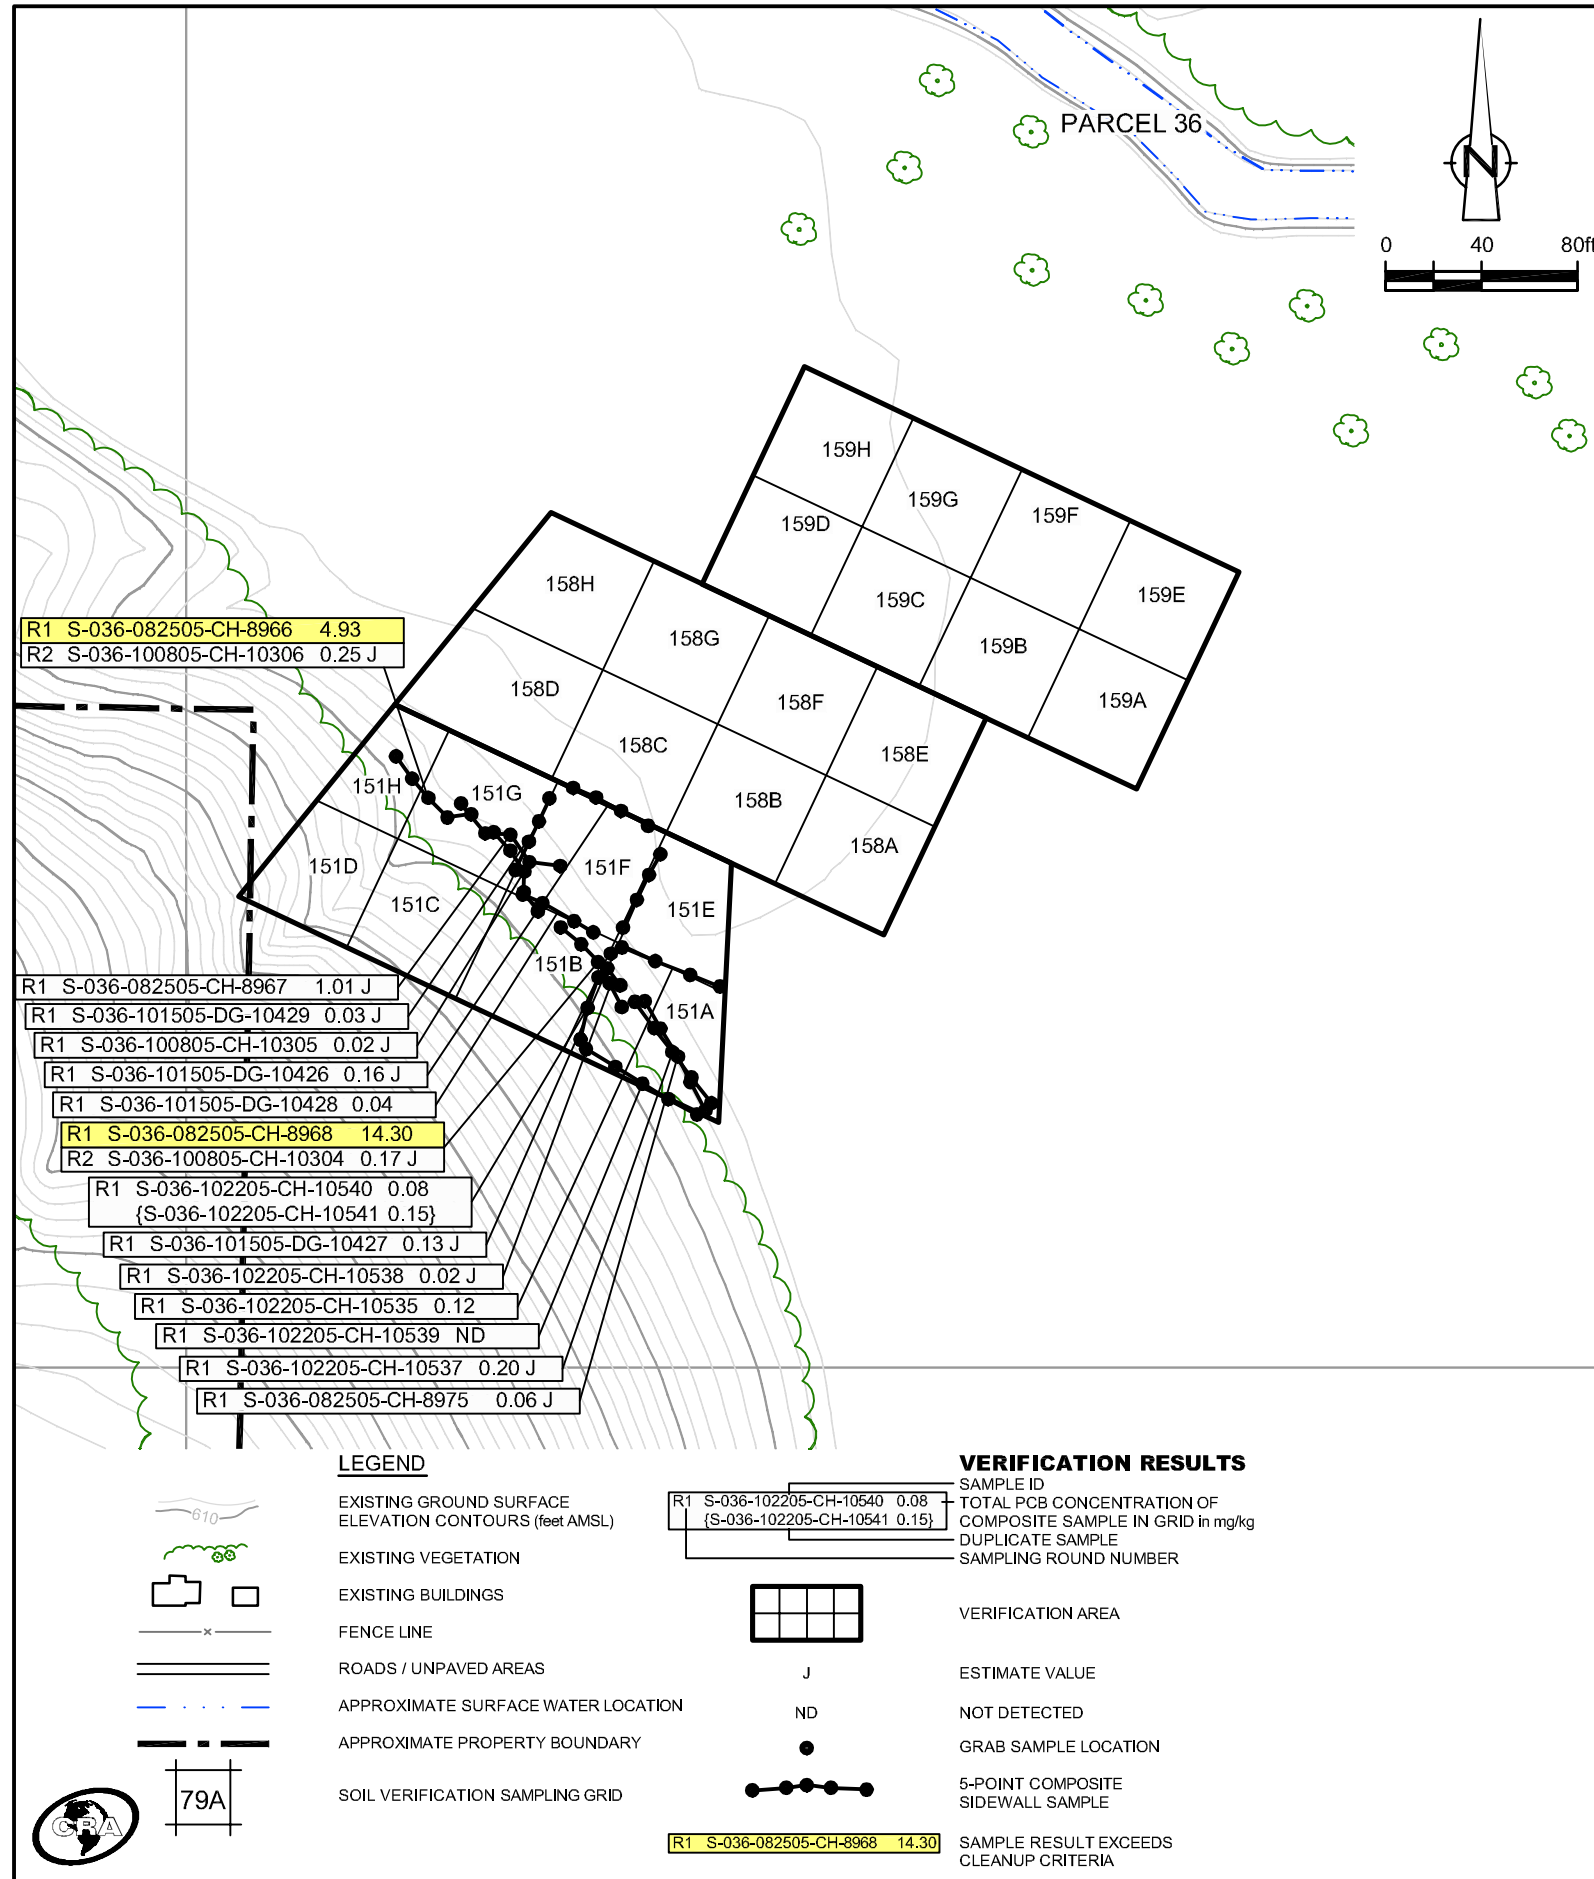 PARCEL 36
N
0 40 80ft
159H
159G
159F
159E
159D
159C
159B
159A
158H
158G
158F
158E
158D
158C
158B
158A
151H
151G
151F
151E
151D
151C
151B
151A
R1 S-036-082505-CH-8966 4.93
R2 S-036-100805-CH-10306 0.25 J
R1 S-036-082505-CH-8967 1.01 J
R1 S-036-101505-DG-10429 0.03 J
R1 S-036-100805-CH-10305 0.02 J
R1 S-036-101505-DG-10426 0.16 J
R1 S-036-101505-DG-10428 0.04
R1 S-036-082505-CH-8968 14.30
R2 S-036-100805-CH-10304 0.17 J
R1 S-036-102205-CH-10540 0.08
{S-036-102205-CH-10541 0.15}
R1 S-036-101505-DG-10427 0.13 J
R1 S-036-102205-CH-10538 0.02 J
R1 S-036-102205-CH-10535 0.12
R1 S-036-102205-CH-10539 ND
R1 S-036-102205-CH-10537 0.20 J
R1 S-036-082505-CH-8975 0.06 J
LEGEND
610
EXISTING GROUND SURFACE
ELEVATION CONTOURS (feet AMSL)
EXISTING VEGETATION
EXISTING BUILDINGS
x
FENCE LINE
ROADS / UNPAVED AREAS
APPROXIMATE SURFACE WATER LOCATION
APPROXIMATE PROPERTY BOUNDARY
79A
SOIL VERIFICATION SAMPLING GRID
CRA
VERIFICATION RESULTS
R1 S-036-102205-CH-10540 0.08
{S-036-102205-CH-10541 0.15}
SAMPLE ID
TOTAL PCB CONCENTRATION OF
COMPOSITE SAMPLE IN GRID in mg/kg
DUPLICATE SAMPLE
SAMPLING ROUND NUMBER
VERIFICATION AREA
J ESTIMATE VALUE
ND NOT DETECTED
GRAB SAMPLE LOCATION
5-POINT COMPOSITE
SIDEWALL SAMPLE
R1 S-036-082505-CH-8968 14.30
SAMPLE RESULT EXCEEDS
CLEANUP CRITERIA